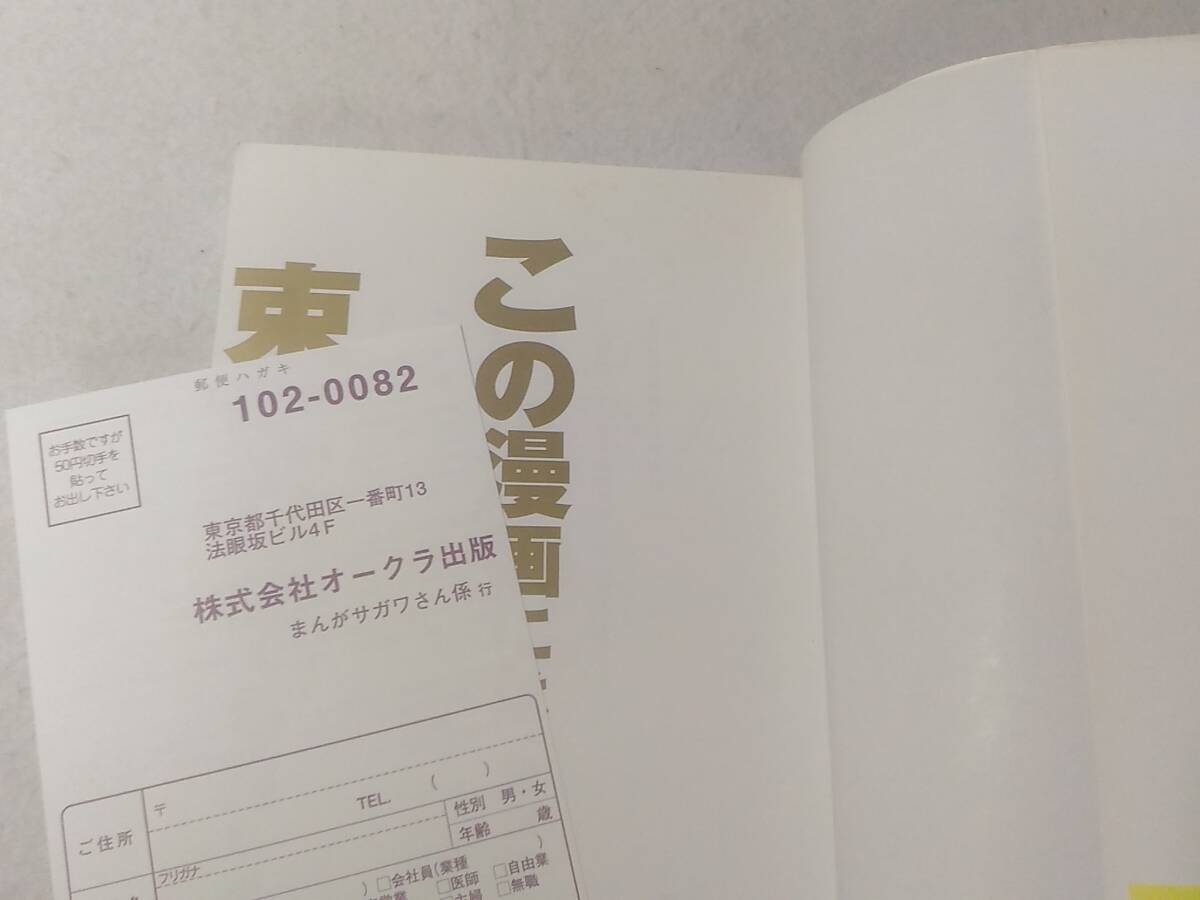 この漫画に
東
郵便ハガキ
102-0082
お手数ですが
50円切手を
貼って
お出し下さい
東京都千代田区一番町13
法眼坂ビル4F
株式会社オークラ出版
まんがサガワさん係 行
ご住所
〒
TEL. ( )
性別 男・女
年齢 歳
フリガナ
) □会社員(業種 )
□医師 □自由業
□主婦 □無職